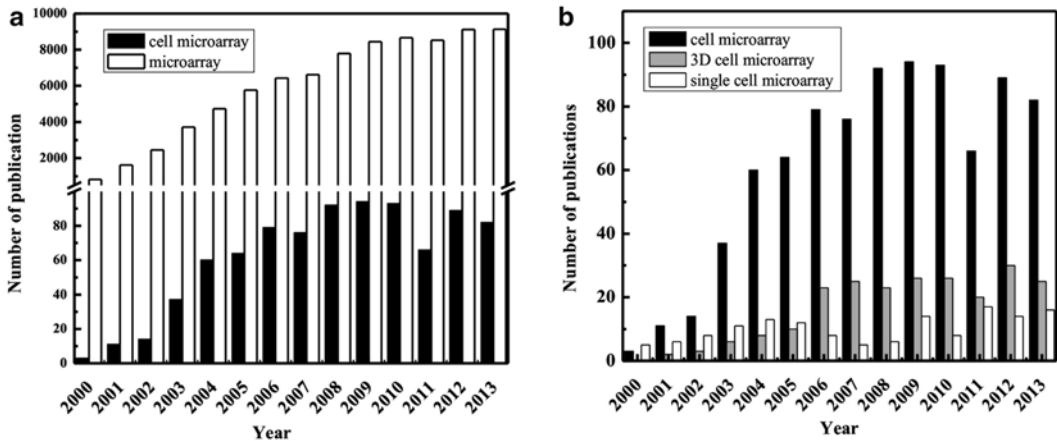 a
10000
8000
6000
4000
2000
80
60
40
20
0
Number of publication
cell microarray
microarray
2000 2001 2002 2003 2004 2005 2006 2007 2008 2009 2010 2011 2012 2013
Year
b
100
80
60
40
20
0
Number of publications
cell microarray
3D cell microarray
single cell microarray
2000 2001 2002 2003 2004 2005 2006 2007 2008 2009 2010 2011 2012 2013
Year